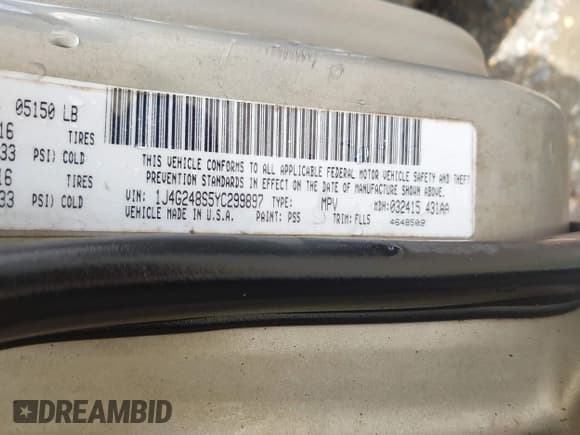 05150 LB
16 TIRES
33 PSI) COLD
16 TIRES
33 PSI) COLD
THIS VEHICLE CONFORMS TO ALL APPLICABLE FEDERAL MOTOR VEHICLE SAFETY AND THEFT
PREVENTION STANDARDS IN EFFECT ON THE DATE OF MANUFACTURE SHOWN ABOVE.
VIN: 1J4G248S5YC299897 TYPE: MPV MDH: 032415 431AA
VEHICLE MADE IN U.S.A. PAINT: PS5 TRIM: FLLS 4648509
DREAMBID